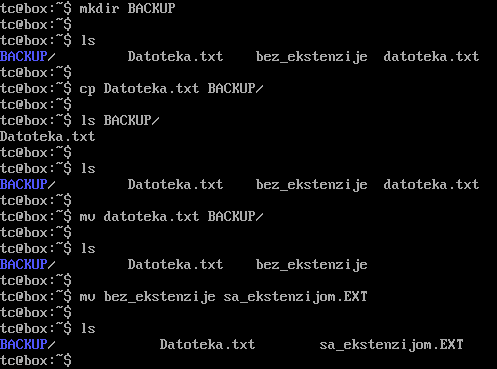 tc@box:~$ mkdir BACKUP
tc@box:~$
tc@box:~$ ls
BACKUP/         Datoteka.txt    bez_ekstenzije  datoteka.txt
tc@box:~$
tc@box:~$ cp Datoteka.txt BACKUP/
tc@box:~$
tc@box:~$ ls BACKUP/
Datoteka.txt
tc@box:~$
tc@box:~$ ls
BACKUP/         Datoteka.txt    bez_ekstenzije  datoteka.txt
tc@box:~$
tc@box:~$ mv datoteka.txt BACKUP/
tc@box:~$
tc@box:~$ ls
BACKUP/         Datoteka.txt    bez_ekstenzije
tc@box:~$
tc@box:~$ mv bez_ekstenzije sa_ekstenzijom.EXT
tc@box:~$
tc@box:~$ ls
BACKUP/             Datoteka.txt        sa_ekstenzijom.EXT
tc@box:~$